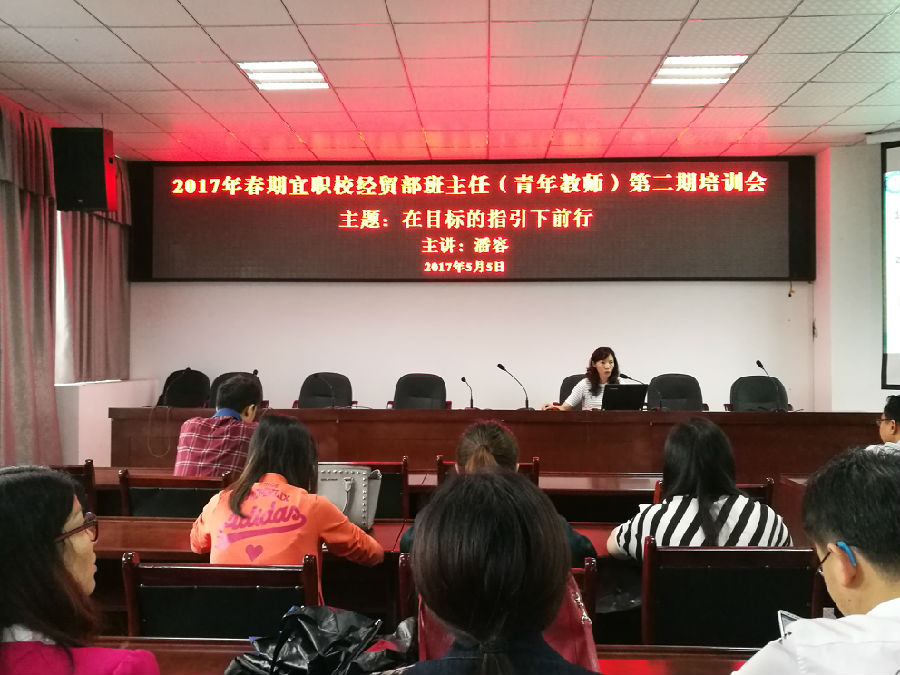 2017年春期宜职校经贸部班主任（青年教师）第二期培训会
主题：在目标的指引下前行
主讲：潘容
2017年5月5日
adidas